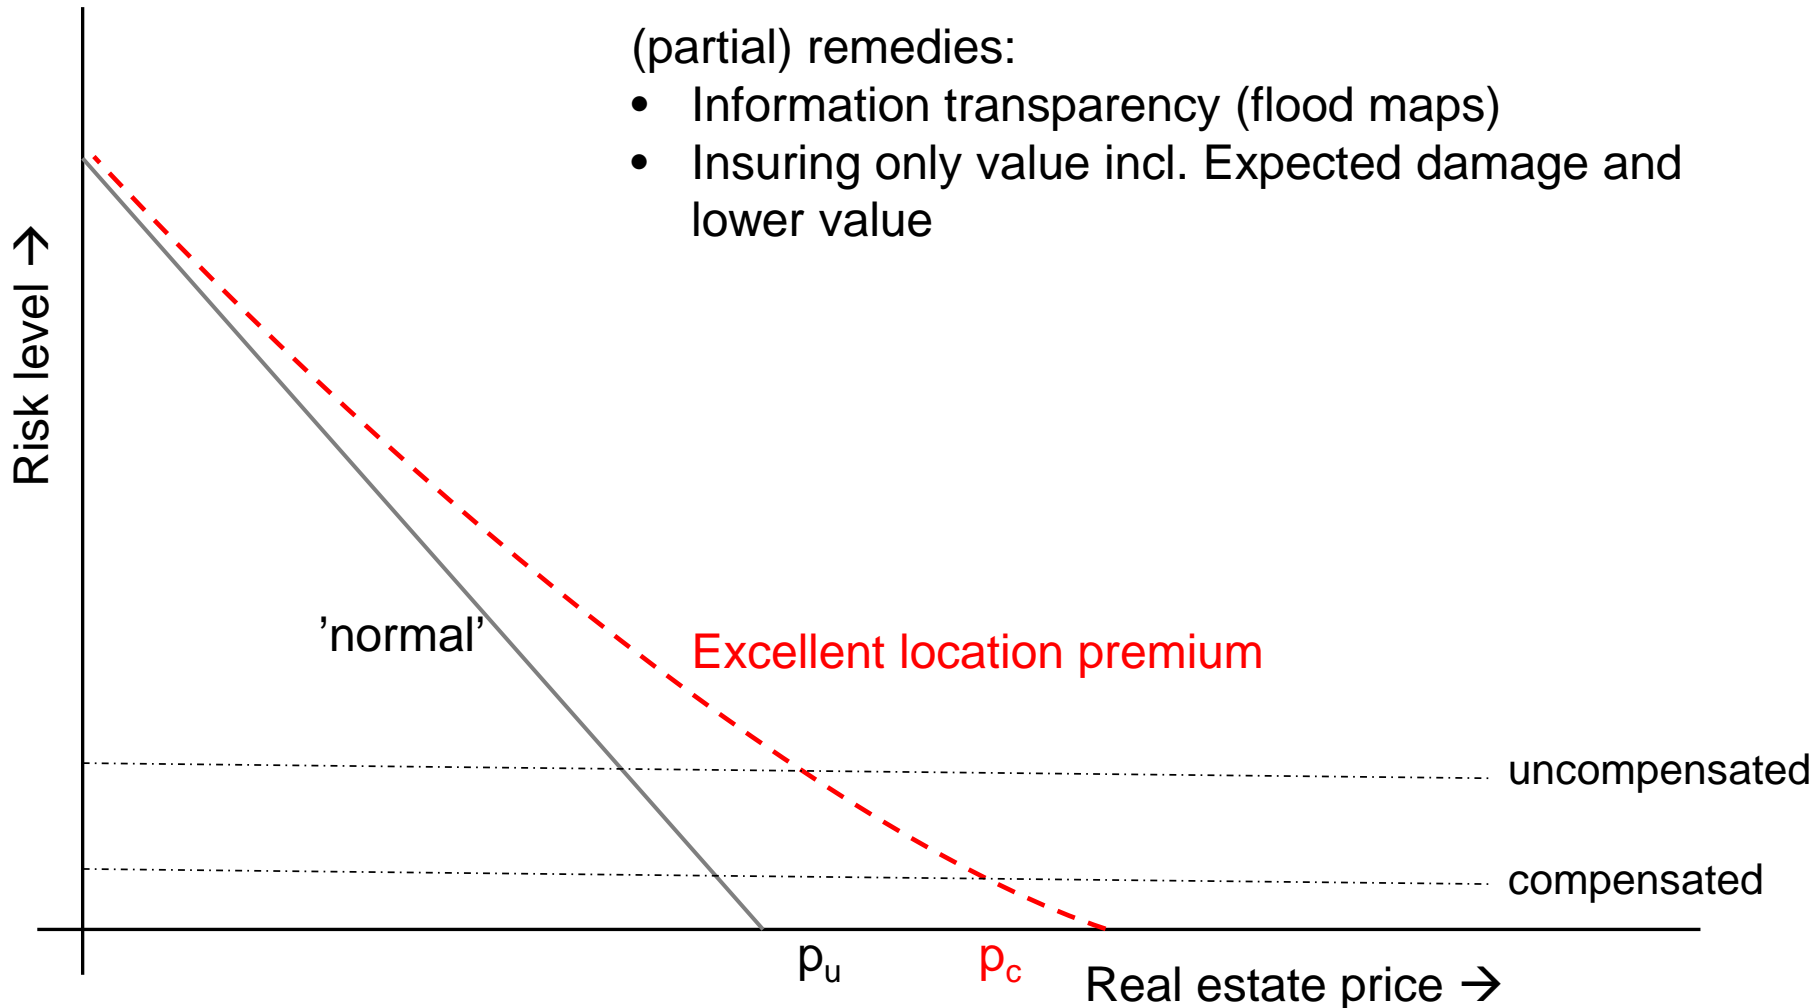 (partial) remedies:
• Information transparency (flood maps)
• Insuring only value incl. Expected damage and
lower value
Risk level →
’normal’
Excellent location premium
uncompensated
compensated
pu
pc
Real estate price →